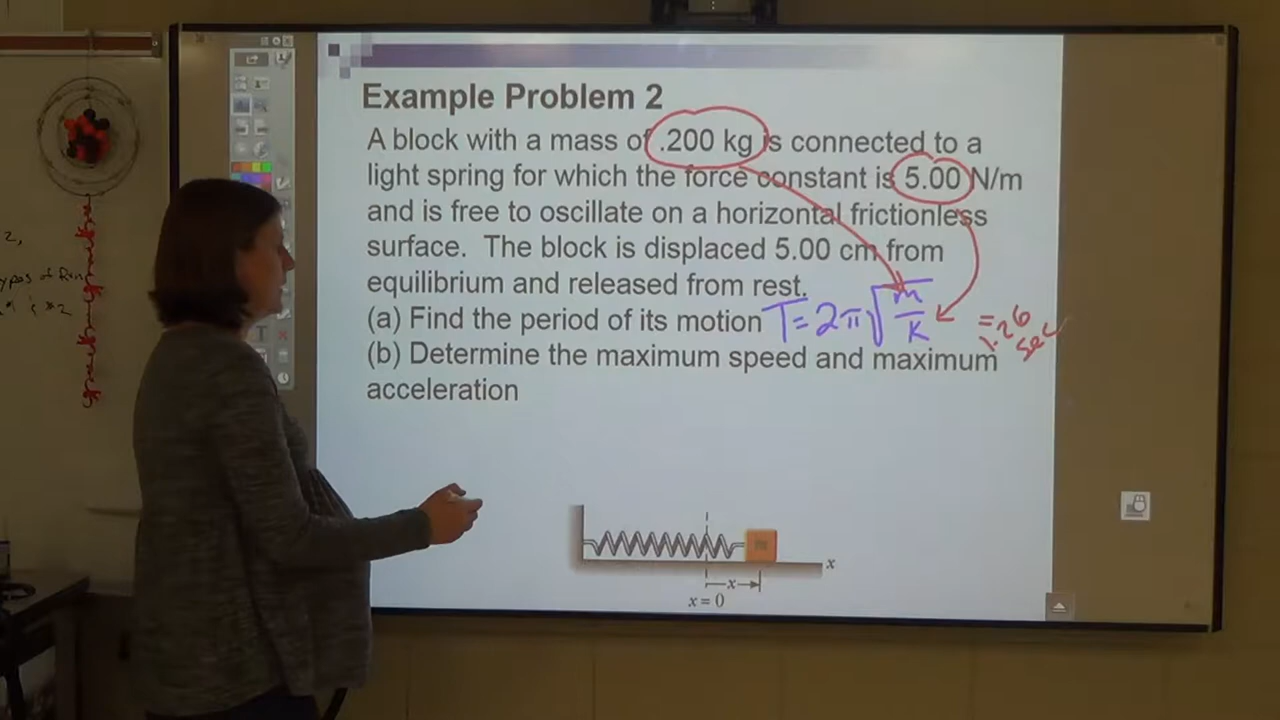 Example Problem 2
A block with a mass of .200 kg is connected to a
light spring for which the force constant is 5.00 N/m
and is free to oscillate on a horizontal frictionless
surface. The block is displaced 5.00 cm from
equilibrium and released from rest.
(a) Find the period of its motion T = 2π√m/k = 1.26 sec
(b) Determine the maximum speed and maximum
acceleration
m
x
x
x = 0
2,
ypes of